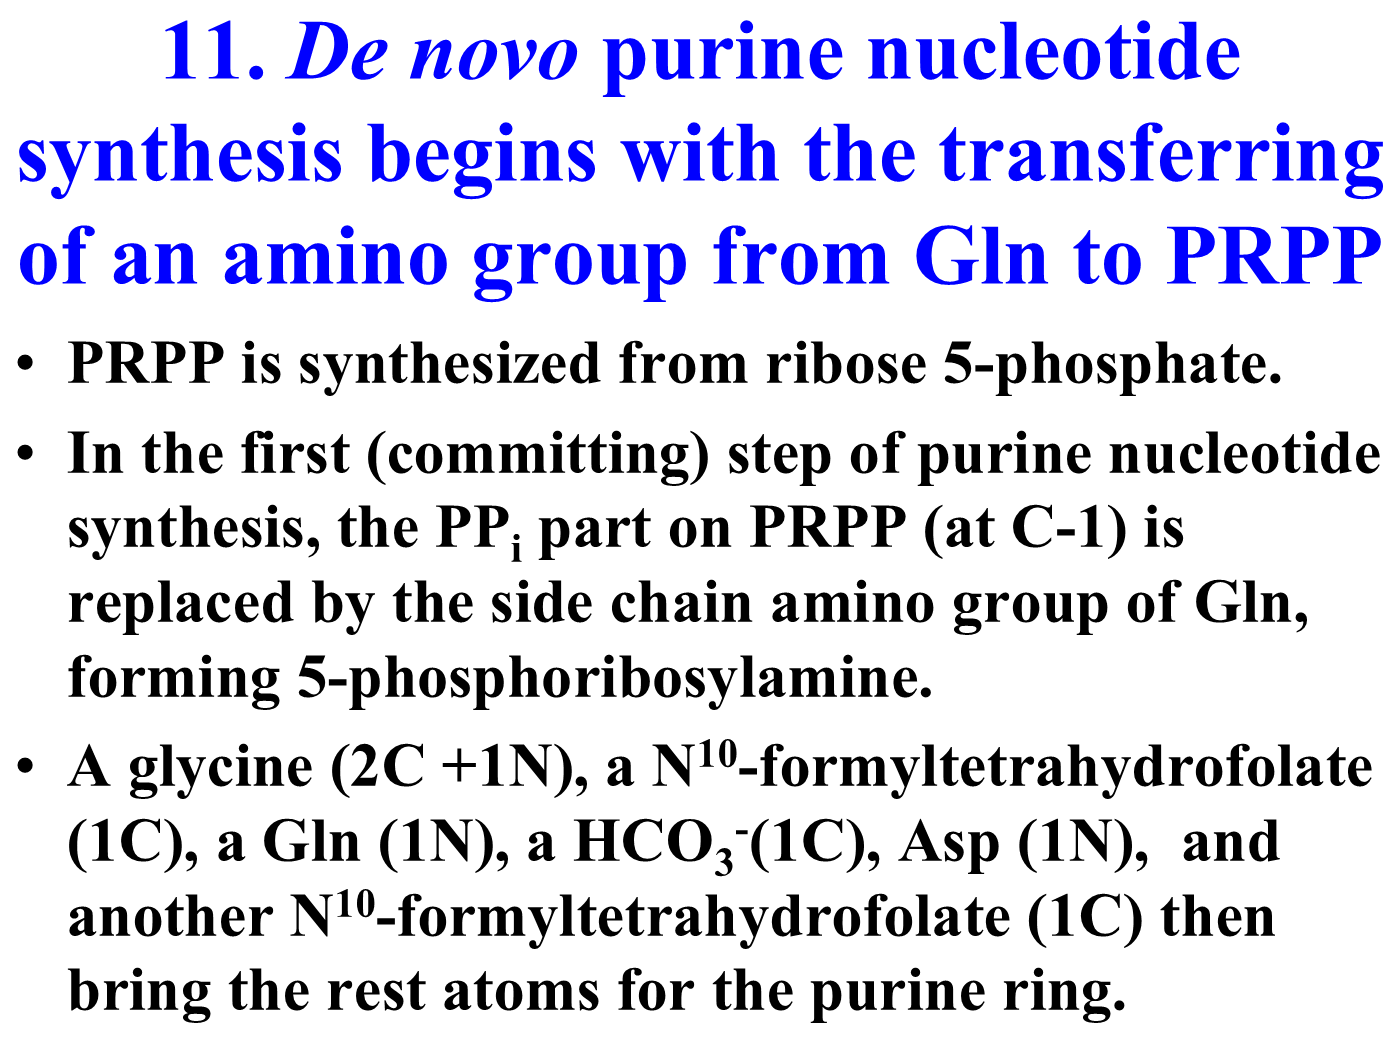 11. De novo purine nucleotide
synthesis begins with the transferring
of an amino group from Gln to PRPP
• PRPP is synthesized from ribose 5-phosphate.
• In the first (committing) step of purine nucleotide
synthesis, the PPi part on PRPP (at C-1) is
replaced by the side chain amino group of Gln,
forming 5-phosphoribosylamine.
• A glycine (2C +1N), a N¹⁰-formyltetrahydrofolate
(1C), a Gln (1N), a HCO₃⁻(1C), Asp (1N),  and
another N¹⁰-formyltetrahydrofolate (1C) then
bring the rest atoms for the purine ring.